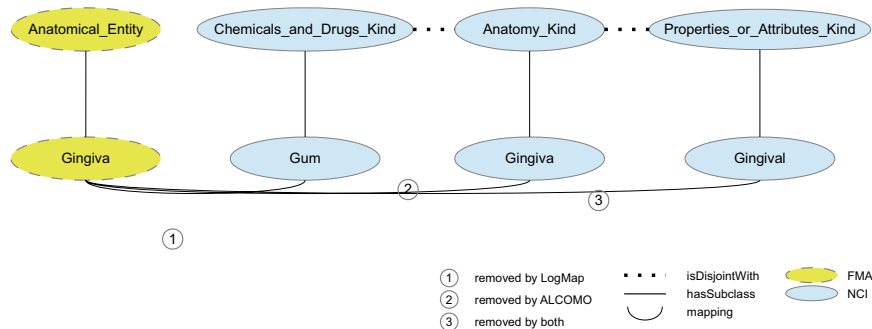 Anatomical_Entity Chemicals_and_Drugs_Kind Anatomy_Kind Properties_or_Attributes_Kind
Gingiva Gum Gingiva Gingival
2
3
1
1 removed by LogMap isDisjointWith FMA
2 removed by ALCOMO hasSubclass NCI
3 removed by both mapping